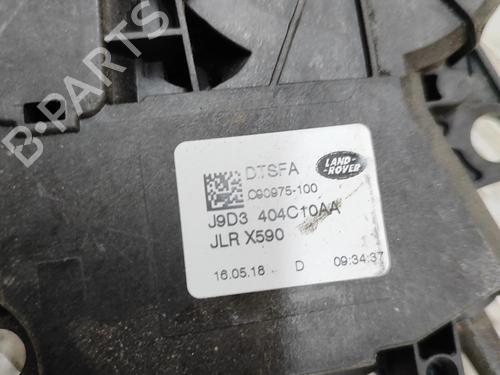 B-PARTS
DTSFA
LAND-
ROVER
C90975-100
J9D3 404C10AA
JLR X590
16.05.18 D 09:34:37